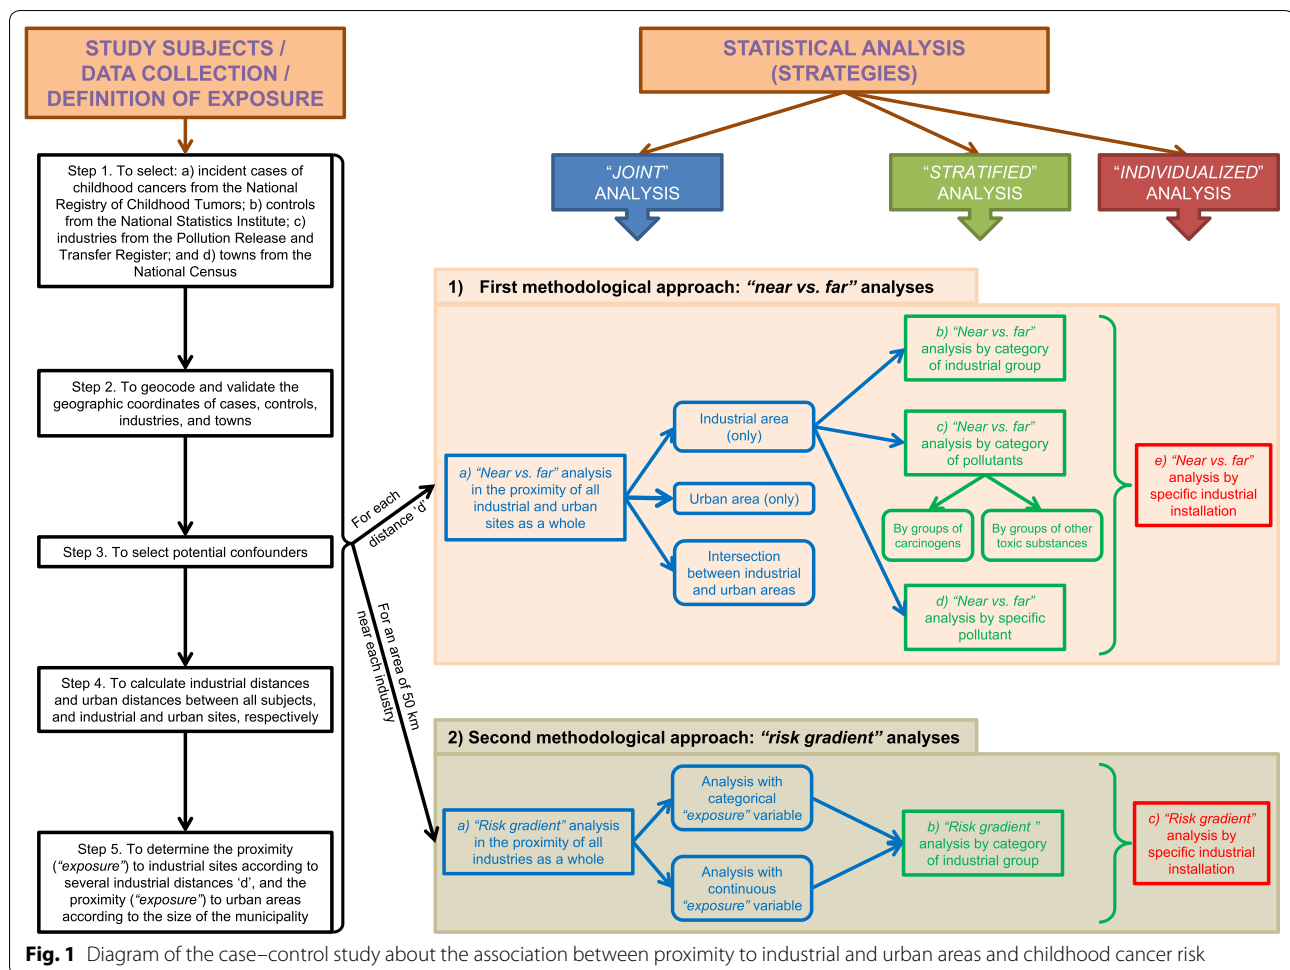 STUDY SUBJECTS /
DATA COLLECTION /
DEFINITION OF EXPOSURE
Step 1. To select: a) incident cases of
childhood cancers from the National
Registry of Childhood Tumors; b) controls
from the National Statistics Institute; c)
industries from the Pollution Release and
Transfer Register; and d) towns from the
National Census
Step 2. To geocode and validate the
geographic coordinates of cases, controls,
industries, and towns
Step 3. To select potential confounders
Step 4. To calculate industrial distances
and urban distances between all subjects,
and industrial and urban sites, respectively
Step 5. To determine the proximity
(“exposure”) to industrial sites according to
several industrial distances ‘d’, and the
proximity (“exposure”) to urban areas
according to the size of the municipality
For each
distance ‘d’
For an area of 50 km
near each industry
STATISTICAL ANALYSIS
(STRATEGIES)
“JOINT”
ANALYSIS
“STRATIFIED”
ANALYSIS
“INDIVIDUALIZED”
ANALYSIS
1) First methodological approach: “near vs. far” analyses
a) “Near vs. far” analysis
in the proximity of all
industrial and urban
sites as a whole
Industrial area
(only)
Urban area (only)
Intersection
between industrial
and urban areas
b) “Near vs. far”
analysis by category
of industrial group
c) “Near vs. far”
analysis by category
of pollutants
By groups of
carcinogens
By groups of other
toxic substances
d) “Near vs. far”
analysis by specific
pollutant
e) “Near vs. far”
analysis by
specific industrial
installation
2) Second methodological approach: “risk gradient” analyses
a) “Risk gradient” analysis
in the proximity of all
industries as a whole
Analysis with
categorical
“exposure” variable
Analysis with
continuous
“exposure” variable
b) “Risk gradient ”
analysis by category
of industrial group
c) “Risk gradient”
analysis by
specific industrial
installation
Fig. 1 Diagram of the case–control study about the association between proximity to industrial and urban areas and childhood cancer risk